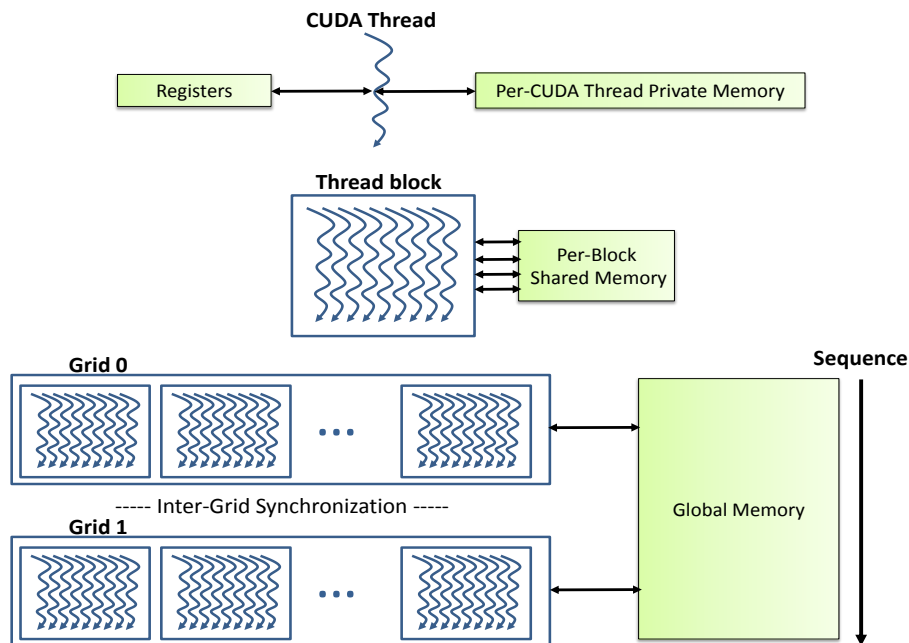 CUDA Thread
Registers
Per-CUDA Thread Private Memory
Thread block
Per-Block
Shared Memory
Grid 0
Sequence
...
----- Inter-Grid Synchronization -----
Global Memory
Grid 1
...